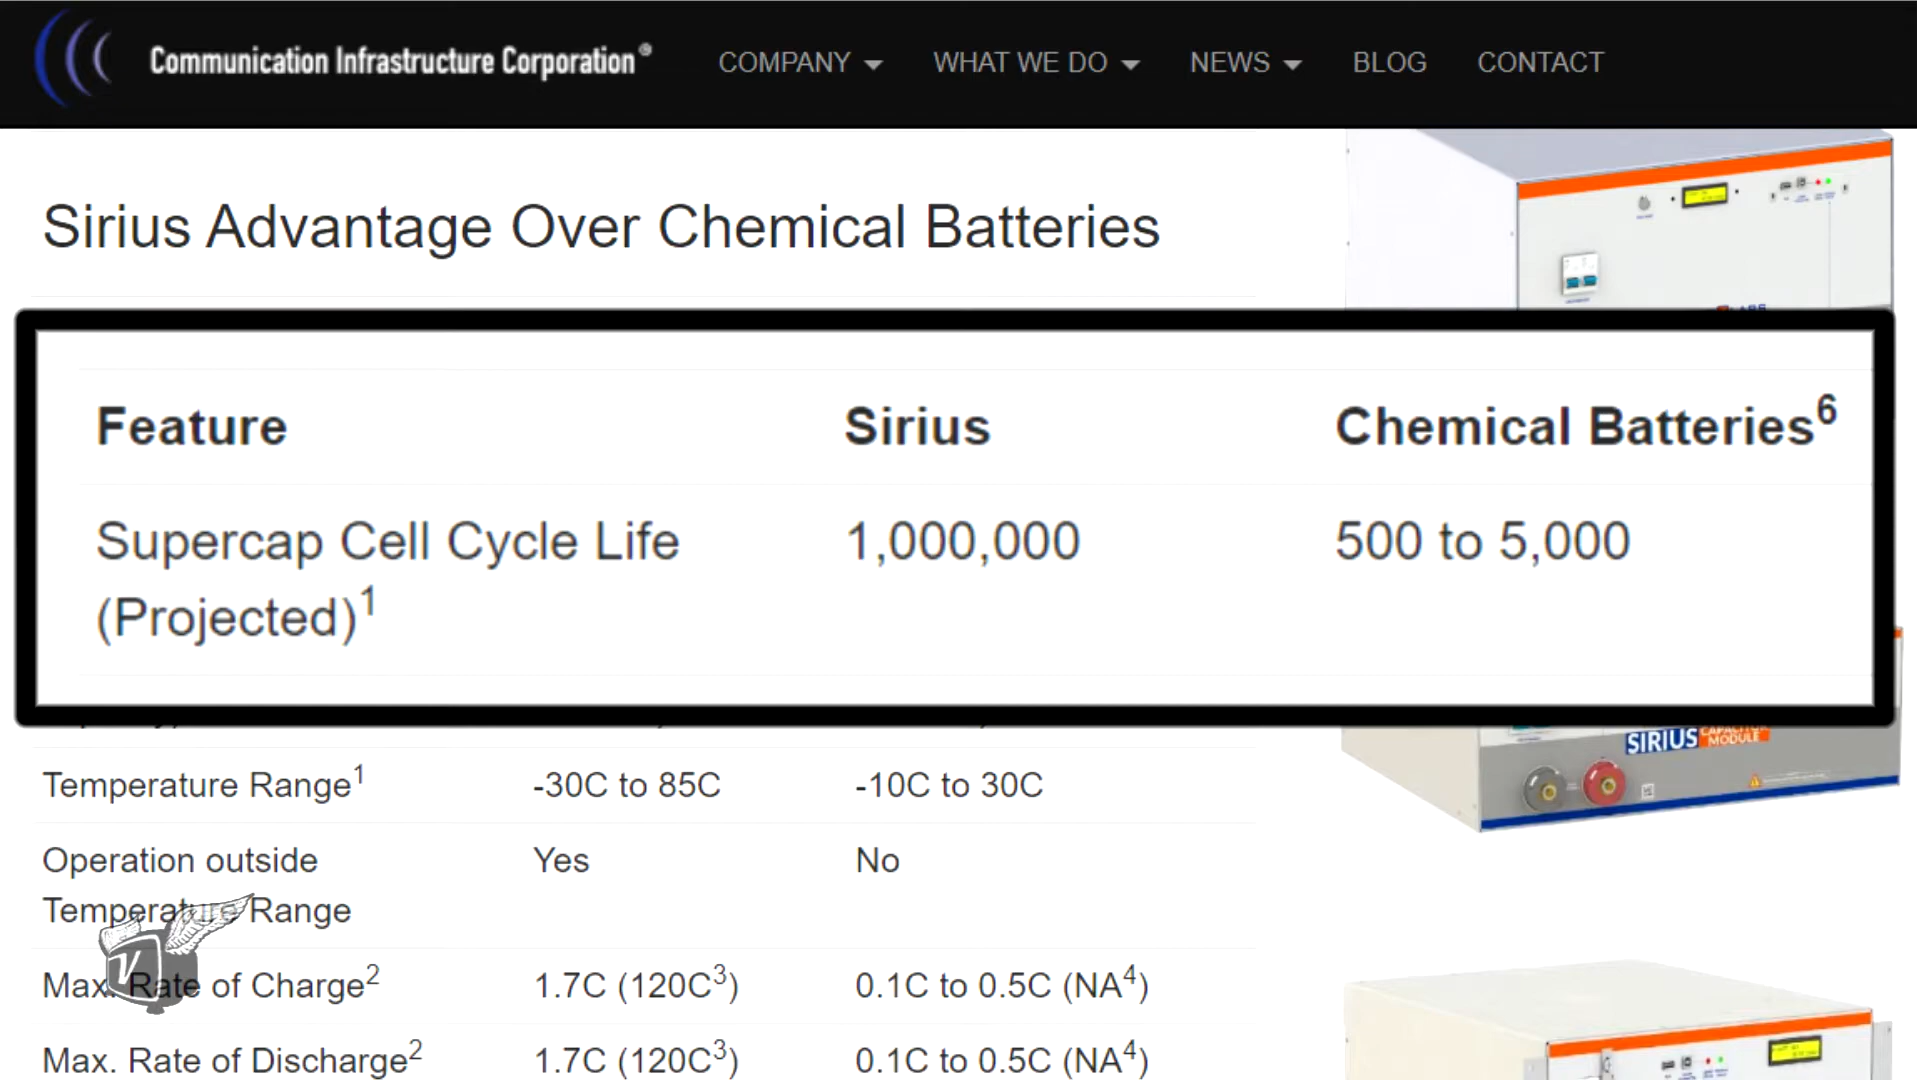 Communication Infrastructure Corporation®
COMPANY
WHAT WE DO
NEWS
BLOG
CONTACT
Sirius Advantage Over Chemical Batteries
Feature Sirius Chemical Batteries6
Supercap Cell Cycle Life 1,000,000 500 to 5,000
(Projected)1
Temperature Range1 -30C to 85C -10C to 30C
Operation outside Yes No
Temperature Range
Max. Rate of Charge2 1.7C (120C3) 0.1C to 0.5C (NA4)
Max. Rate of Discharge2 1.7C (120C3) 0.1C to 0.5C (NA4)
SIRIUS CAPACITOR
MODULE
V